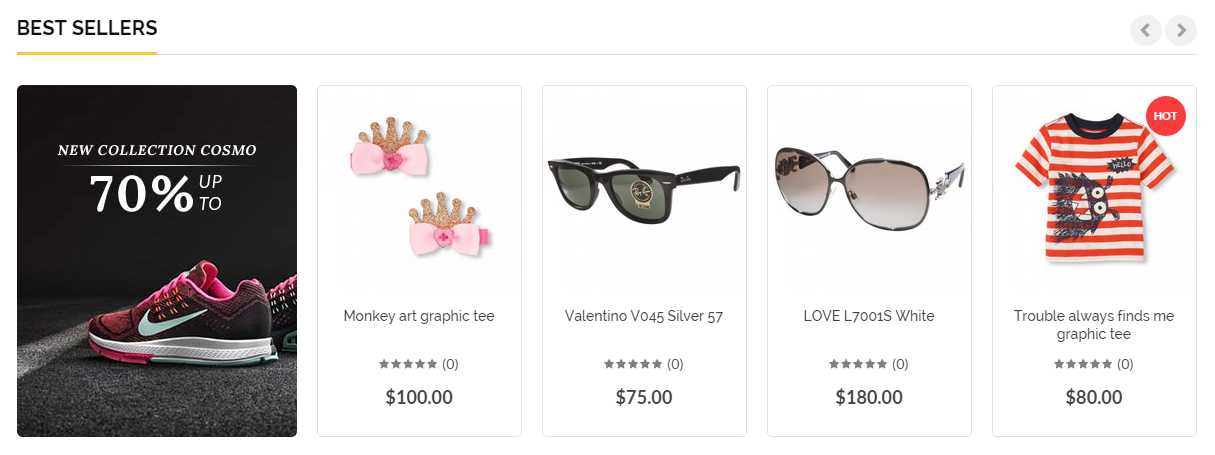 BEST SELLERS
NEW COLLECTION COSMO
70% UP TO
HOT
HELLO
Monkey art graphic tee
Valentino V045 Silver 57
LOVE L7001S White
Trouble always finds me
graphic tee
(0)
(0)
(0)
(0)
$100.00
$75.00
$180.00
$80.00